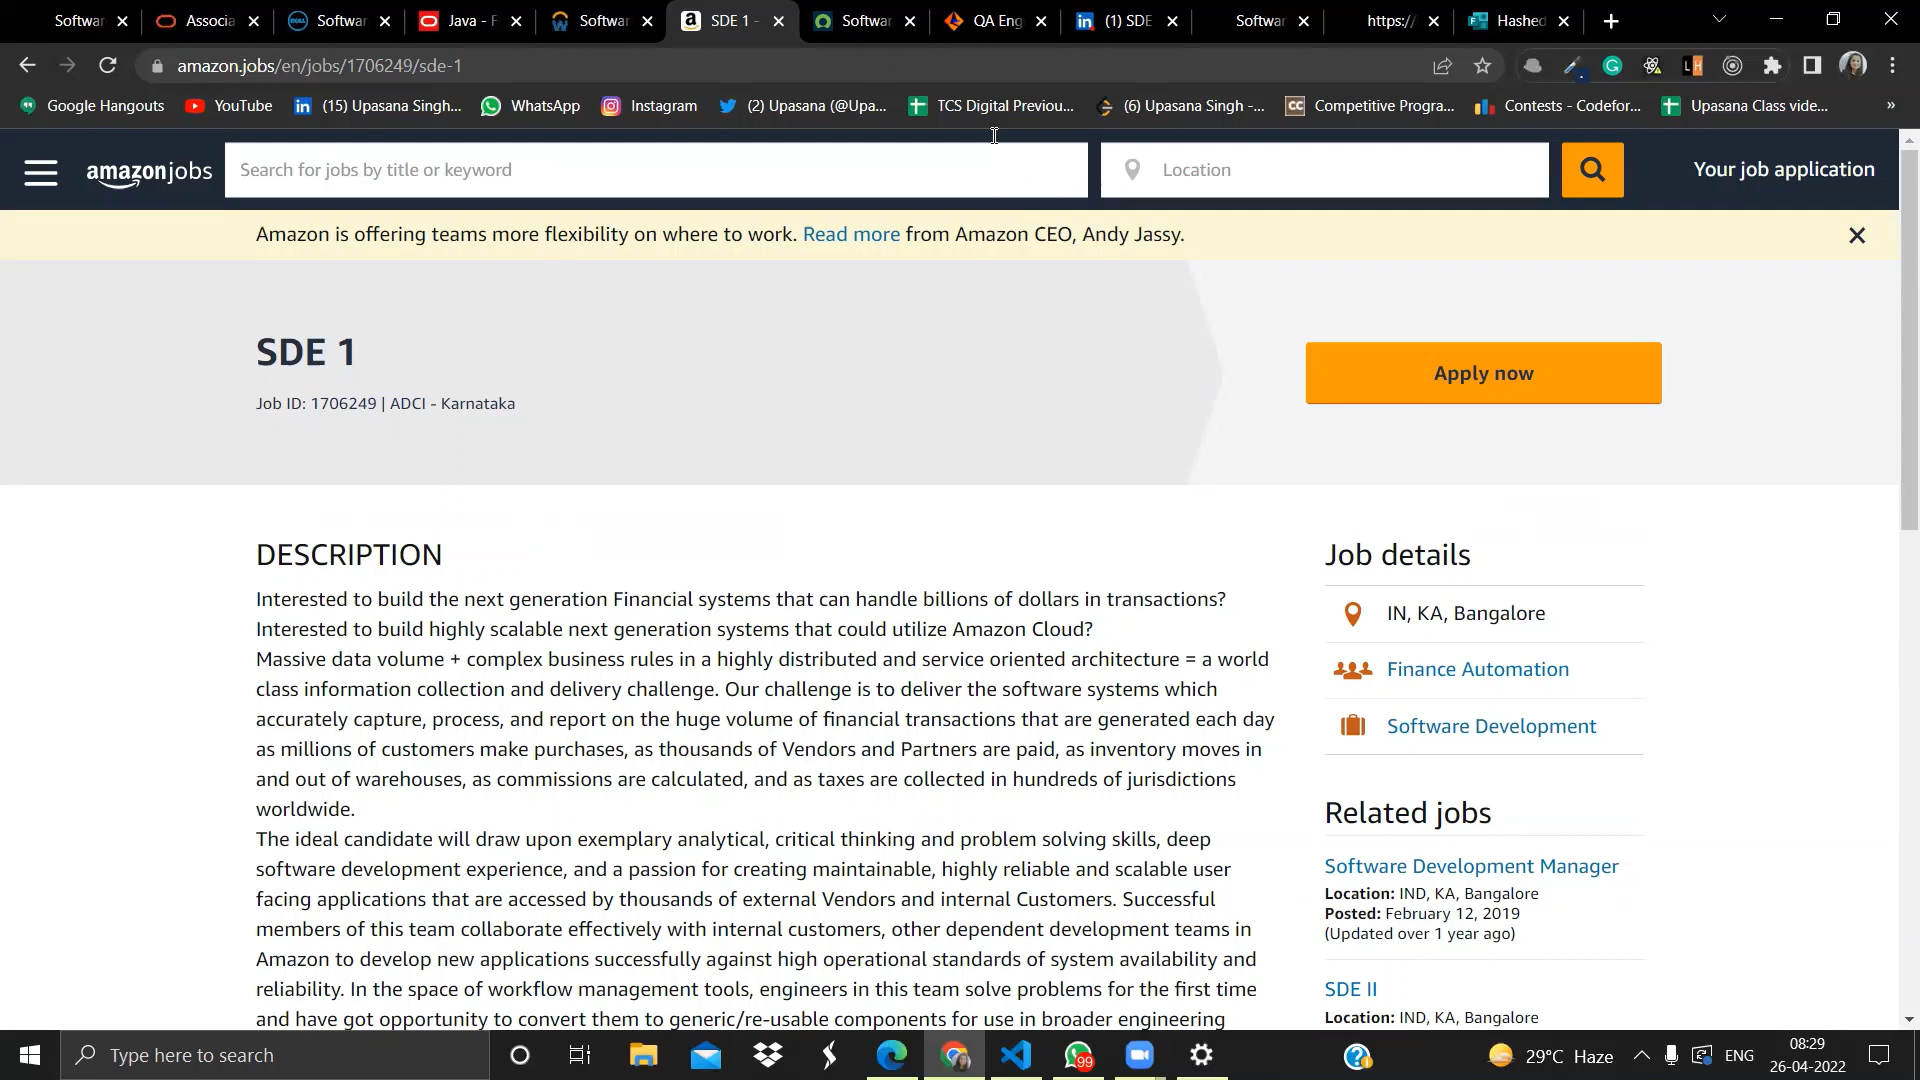 Softwar
Associa
Softwar
Java - F
Softwar
SDE 1 -
Softwar
QA Eng
(1) SDE
Softwar
https://
Hashed
amazon.jobs/en/jobs/1706249/sde-1
Google Hangouts
YouTube
(15) Upasana Singh...
WhatsApp
Instagram
(2) Upasana (@Upa...
TCS Digital Previou...
(6) Upasana Singh -...
Competitive Progra...
Contests - Codefor...
Upasana Class vide...
»
amazonjobs
Search for jobs by title or keyword
Location
Your job application
Amazon is offering teams more flexibility on where to work. Read more from Amazon CEO, Andy Jassy.
SDE 1
Job ID: 1706249 | ADCI - Karnataka
Apply now
DESCRIPTION
Interested to build the next generation Financial systems that can handle billions of dollars in transactions?
Interested to build highly scalable next generation systems that could utilize Amazon Cloud?
Massive data volume + complex business rules in a highly distributed and service oriented architecture = a world
class information collection and delivery challenge. Our challenge is to deliver the software systems which
accurately capture, process, and report on the huge volume of financial transactions that are generated each day
as millions of customers make purchases, as thousands of Vendors and Partners are paid, as inventory moves in
and out of warehouses, as commissions are calculated, and as taxes are collected in hundreds of jurisdictions
worldwide.
The ideal candidate will draw upon exemplary analytical, critical thinking and problem solving skills, deep
software development experience, and a passion for creating maintainable, highly reliable and scalable user
facing applications that are accessed by thousands of external Vendors and internal Customers. Successful
members of this team collaborate effectively with internal customers, other dependent development teams in
Amazon to develop new applications successfully against high operational standards of system availability and
reliability. In the space of workflow management tools, engineers in this team solve problems for the first time
and have got opportunity to convert them to generic/re-usable components for use in broader engineering
Job details
IN, KA, Bangalore
Finance Automation
Software Development
Related jobs
Software Development Manager
Location: IND, KA, Bangalore
Posted: February 12, 2019
(Updated over 1 year ago)
SDE II
Location: IND, KA, Bangalore
Type here to search
99
29°C Haze
ENG
08:29
26-04-2022